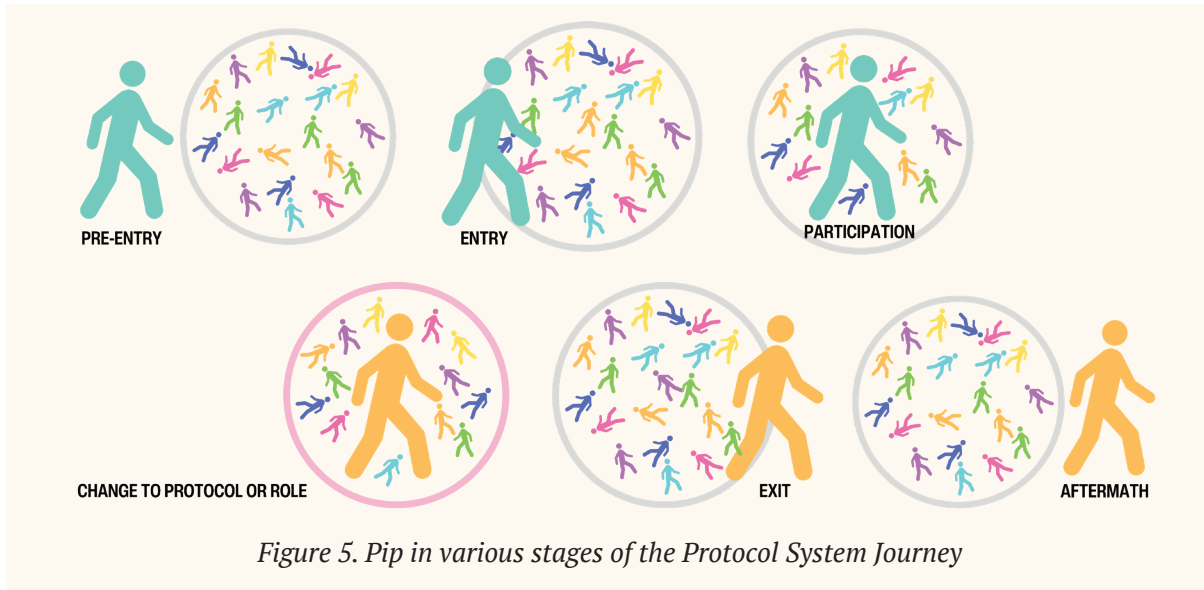 PRE-ENTRY
ENTRY
PARTICIPATION
CHANGE TO PROTOCOL OR ROLE
EXIT
AFTERMATH
Figure 5. Pip in various stages of the Protocol System Journey